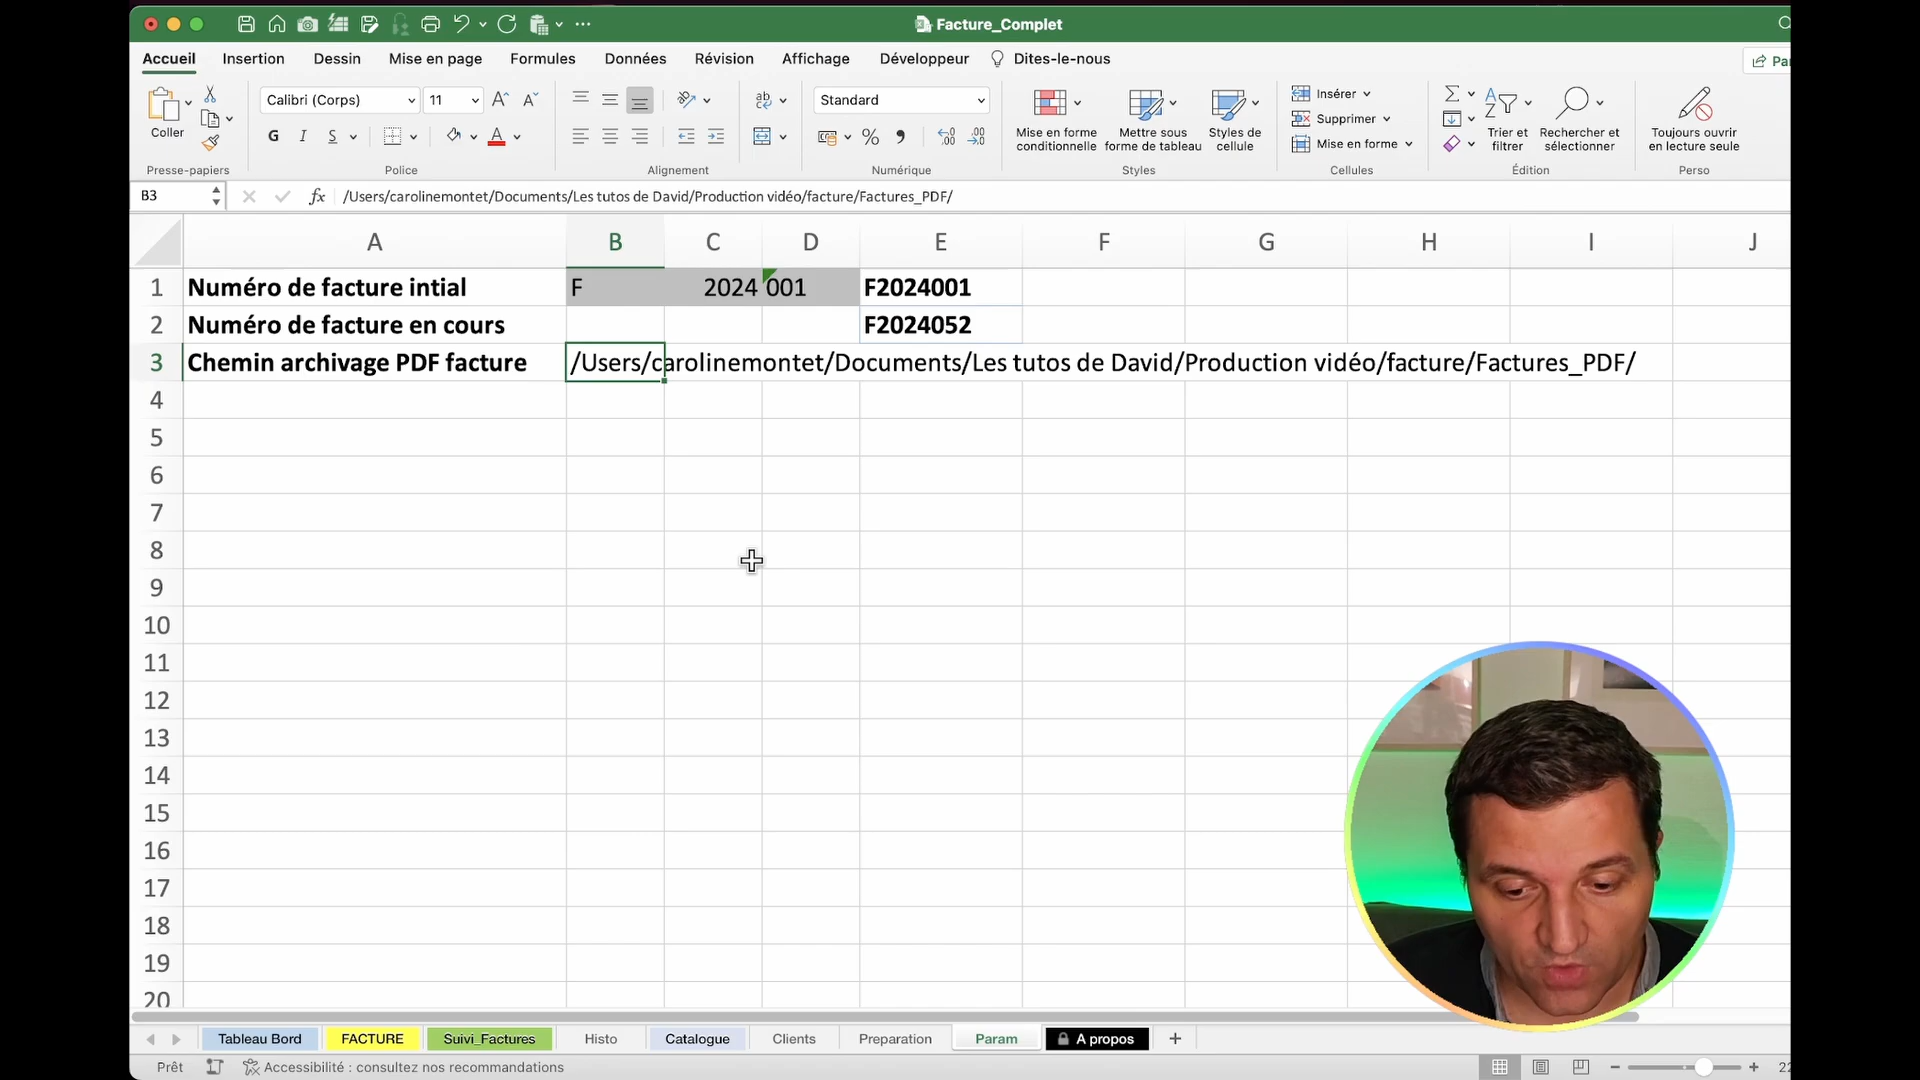 Facture_Complet
Accueil Insertion Dessin Mise en page Formules Données Révision Affichage Développeur Dites-le-nous
Calibri (Corps) 11 Standard Insérer
Supprimer
Mise en forme
Coller G I S ab % Mise en forme conditionnelle Mettre sous forme de tableau Styles de cellule Trier et filtrer Rechercher et sélectionner Toujours ouvrir en lecture seule
Presse-papiers Police Alignement Numérique Styles Cellules Édition Perso
B3 fx /Users/carolinemontet/Documents/Les tutos de David/Production vidéo/facture/Factures_PDF/
A B C D E F G H I J
1 Numéro de facture intial F 2024 001 F2024001
2 Numéro de facture en cours F2024052
3 Chemin archivage PDF facture /Users/carolinemontet/Documents/Les tutos de David/Production vidéo/facture/Factures_PDF/
4
5
6
7
8
9
10
11
12
13
14
15
16
17
18
19
20
Tableau Bord FACTURE Suivi_Factures Histo Catalogue Clients Preparation Param A propos +
Prêt Accessibilité : consultez nos recommandations